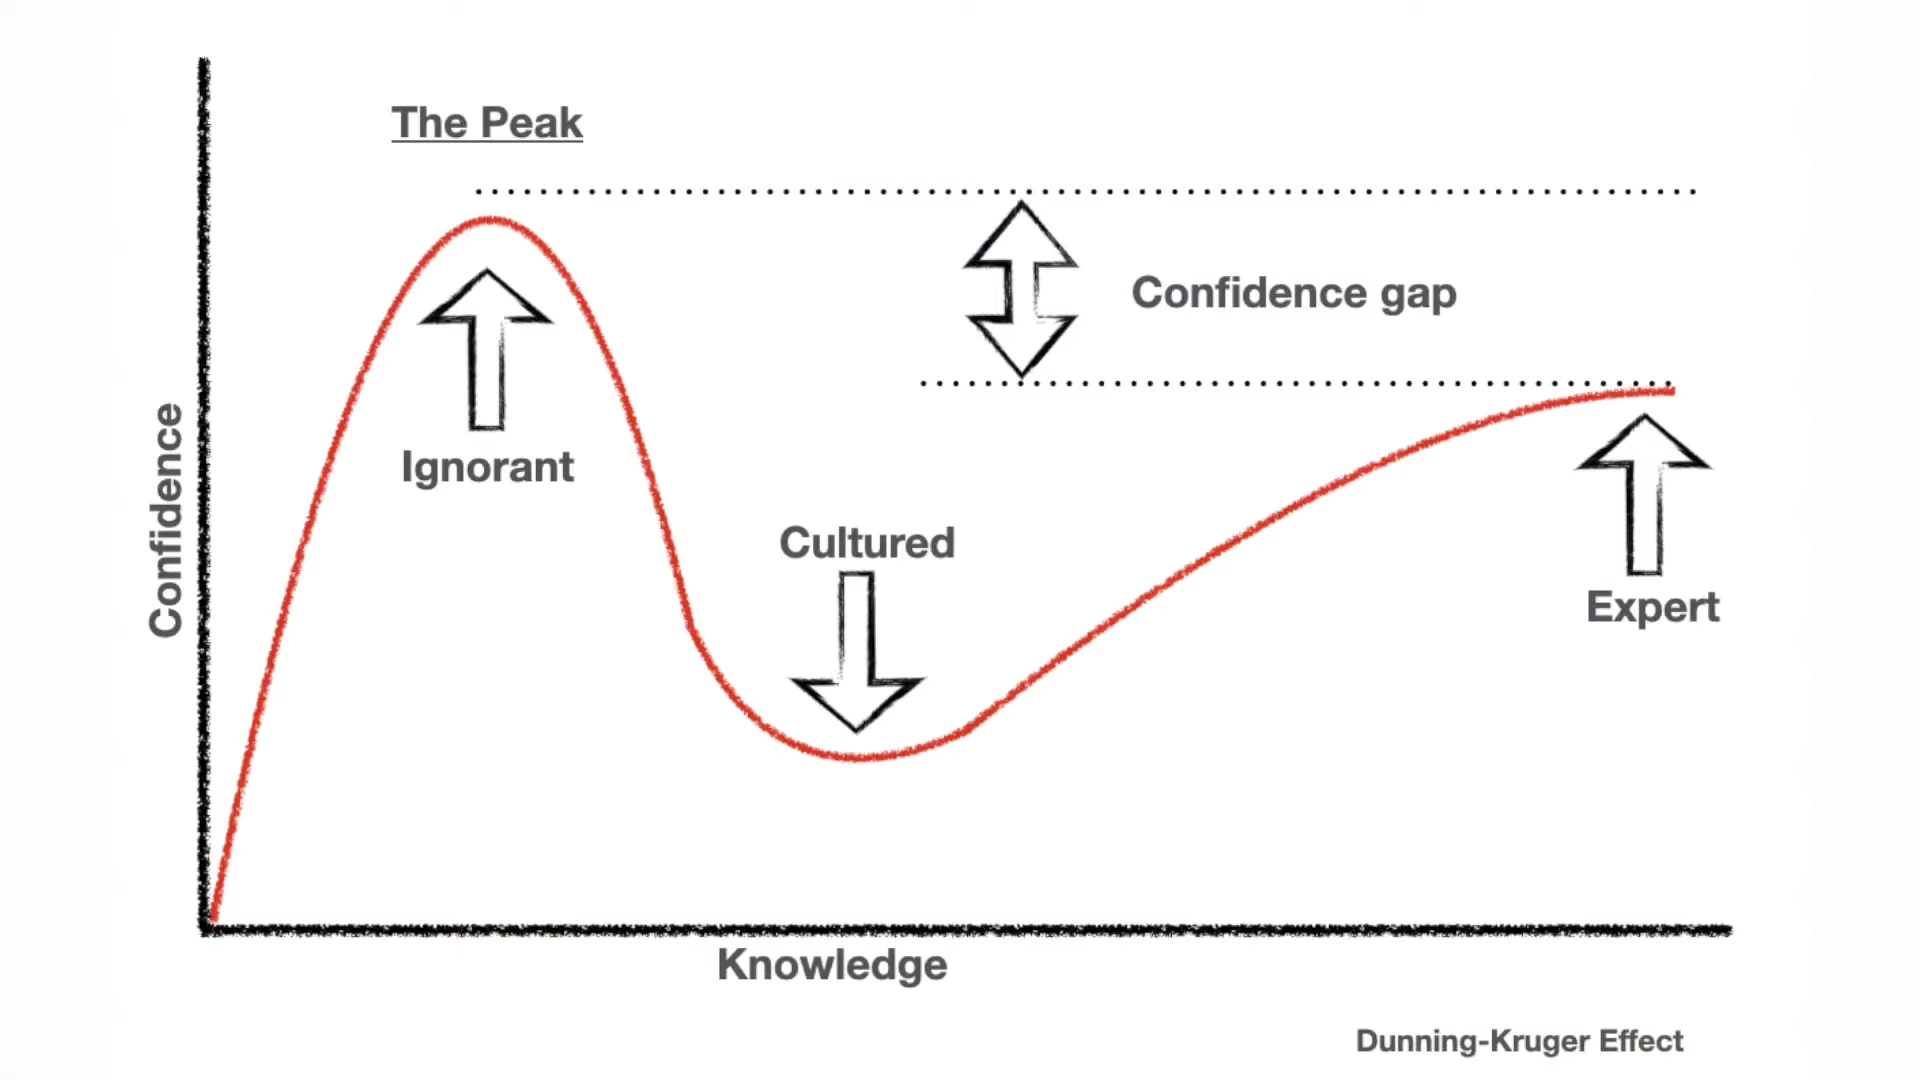 The Peak
Confidence gap
Ignorant
Cultured
Expert
Confidence
Knowledge
Dunning-Kruger Effect